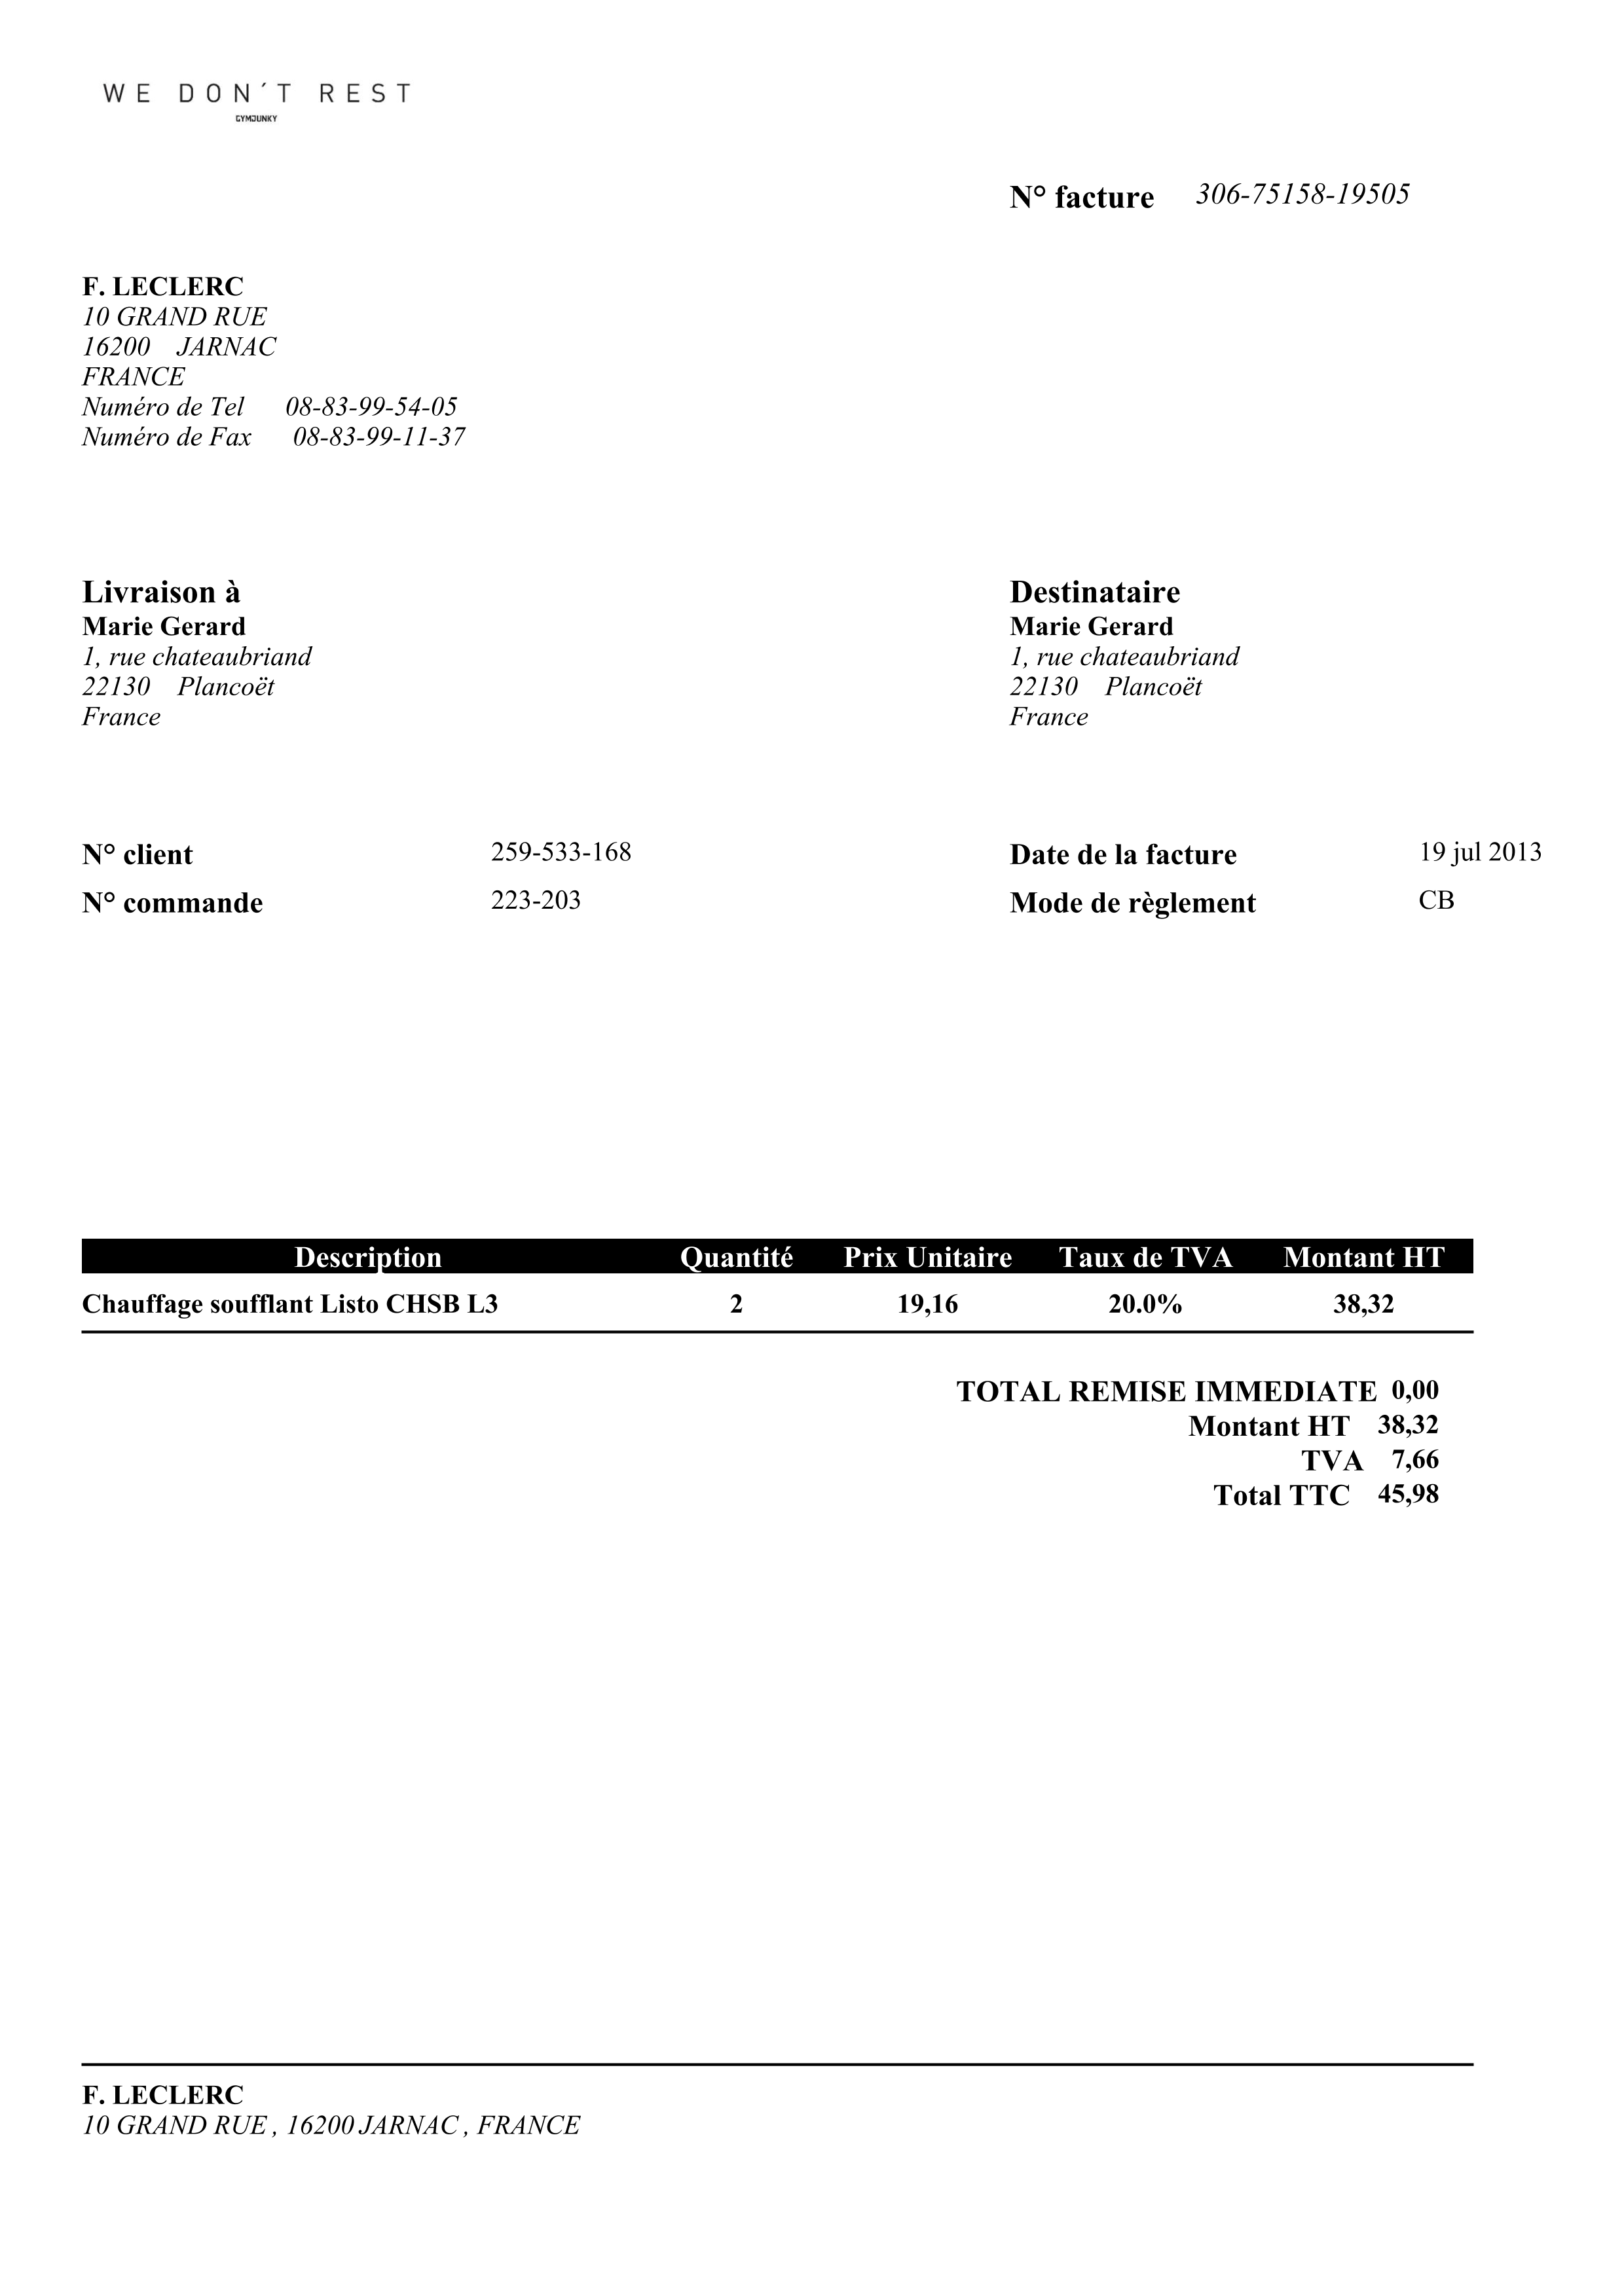 WE DON´T REST
GYMJUNKY
N° facture 306-75158-19505
F. LECLERC
10 GRAND RUE
16200 JARNAC
FRANCE
Numéro de Tel 08-83-99-54-05
Numéro de Fax 08-83-99-11-37
Livraison à
Marie Gerard
1, rue chateaubriand
22130 Plancoët
France
Destinataire
Marie Gerard
1, rue chateaubriand
22130 Plancoët
France
N° client 259-533-168
N° commande 223-203
Date de la facture 19 jul 2013
Mode de règlement CB
Description Quantité Prix Unitaire Taux de TVA Montant HT
Chauffage soufflant Listo CHSB L3 2 19,16 20.0% 38,32
TOTAL REMISE IMMEDIATE 0,00
Montant HT 38,32
TVA 7,66
Total TTC 45,98
F. LECLERC
10 GRAND RUE , 16200 JARNAC , FRANCE